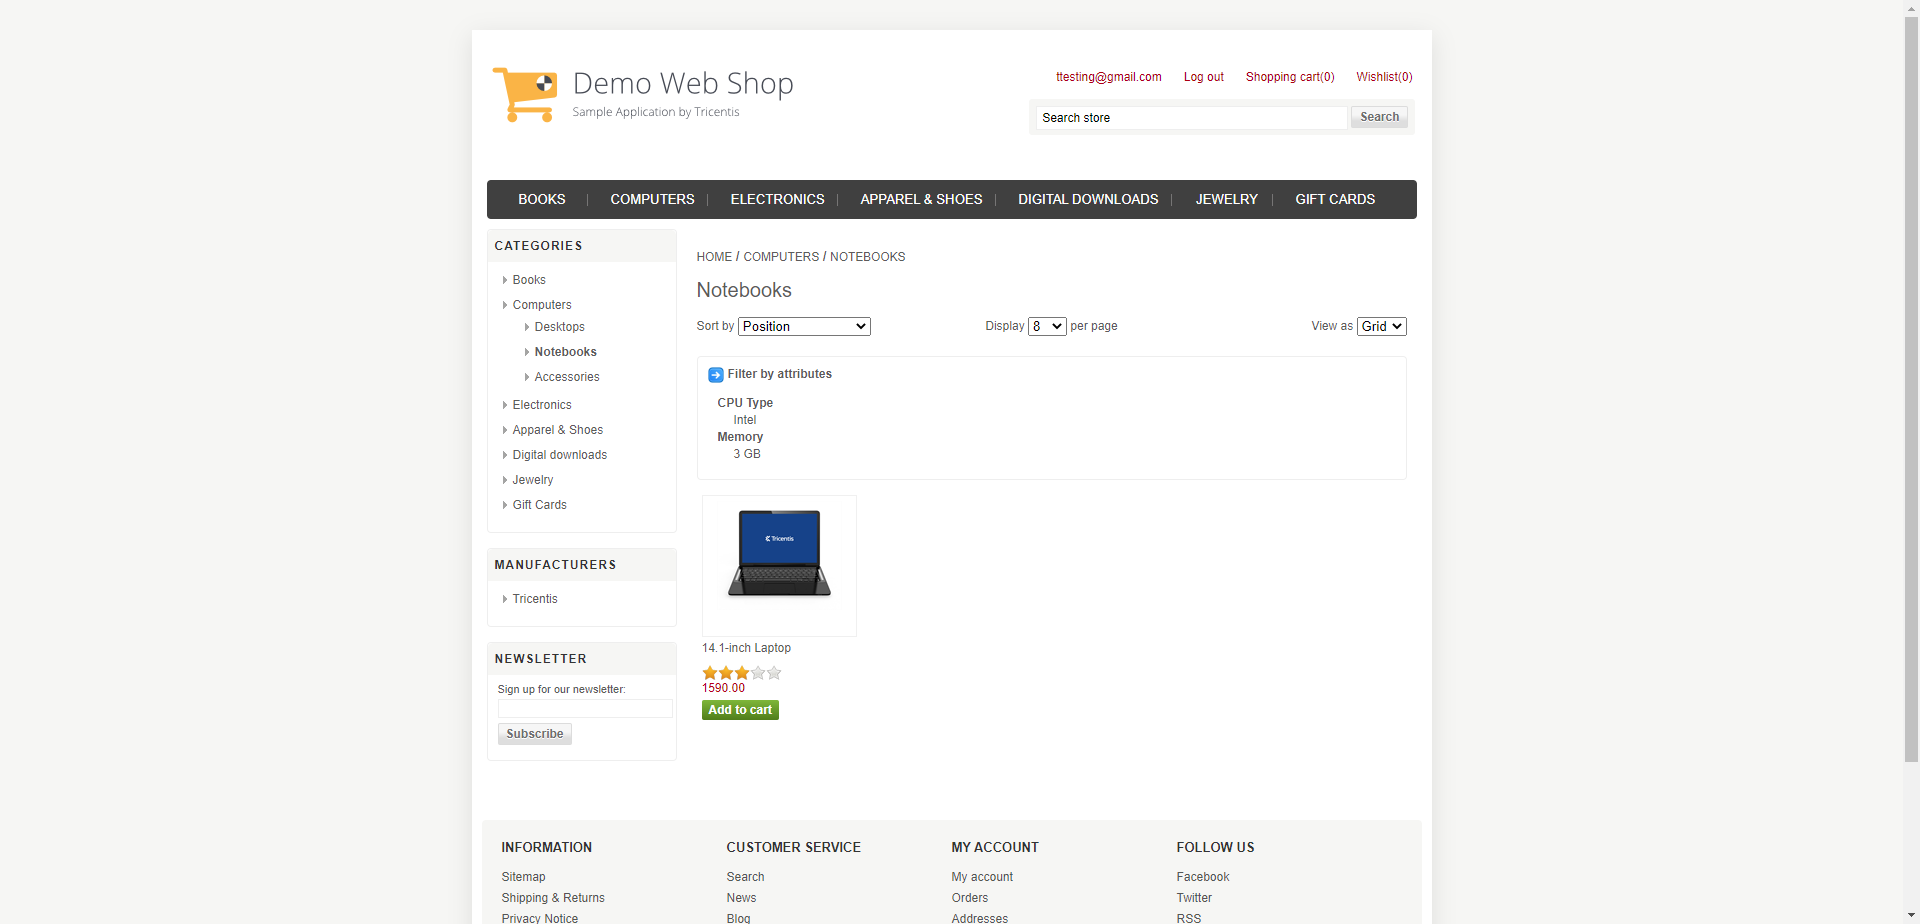 Demo Web Shop
Sample Application by Tricentis
ttesting@gmail.com Log out Shopping cart(0) Wishlist(0)
Search store Search
BOOKS COMPUTERS ELECTRONICS APPAREL & SHOES DIGITAL DOWNLOADS JEWELRY GIFT CARDS
CATEGORIES
Books
Computers
Desktops
Notebooks
Accessories
Electronics
Apparel & Shoes
Digital downloads
Jewelry
Gift Cards
MANUFACTURERS
Tricentis
NEWSLETTER
Sign up for our newsletter:
Subscribe
HOME / COMPUTERS / NOTEBOOKS
Notebooks
Sort by Position Display 8 per page View as Grid
Filter by attributes
CPU Type
Intel
Memory
3 GB
Tricentis
14.1-inch Laptop
1590.00
Add to cart
INFORMATION
Sitemap
Shipping & Returns
Privacy Notice
CUSTOMER SERVICE
Search
News
Blog
MY ACCOUNT
My account
Orders
Addresses
FOLLOW US
Facebook
Twitter
RSS